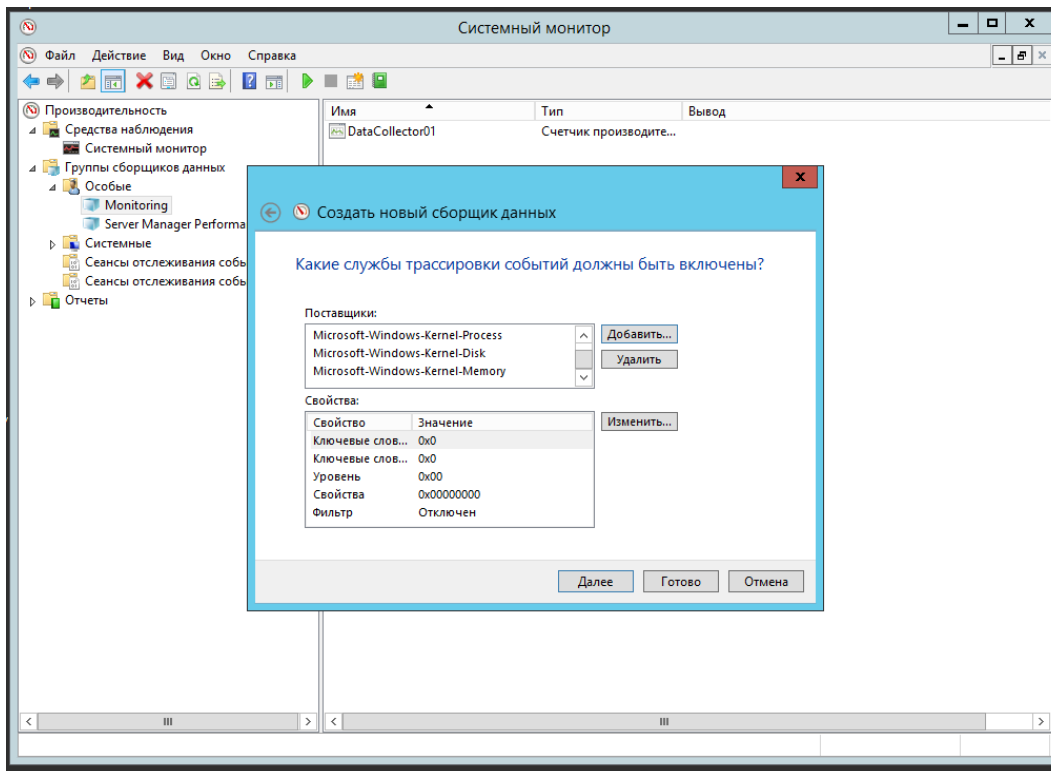 Системный монитор
Файл Действие Вид Окно Справка
Производительность
Средства наблюдения
Системный монитор
Группы сборщиков данных
Особые
Monitoring
Server Manager Performa
Системные
Сеансы отслеживания собы
Сеансы отслеживания собы
Отчеты
Имя Тип Вывод
DataCollector01 Счетчик производите...
Создать новый сборщик данных
Какие службы трассировки событий должны быть включены?
Поставщики:
Microsoft-Windows-Kernel-Process
Microsoft-Windows-Kernel-Disk
Microsoft-Windows-Kernel-Memory
Добавить...
Удалить
Свойства:
Свойство Значение
Ключевые слов... 0x0
Ключевые слов... 0x0
Уровень 0x00
Свойства 0x00000000
Фильтр Отключен
Изменить...
Далее Готово Отмена